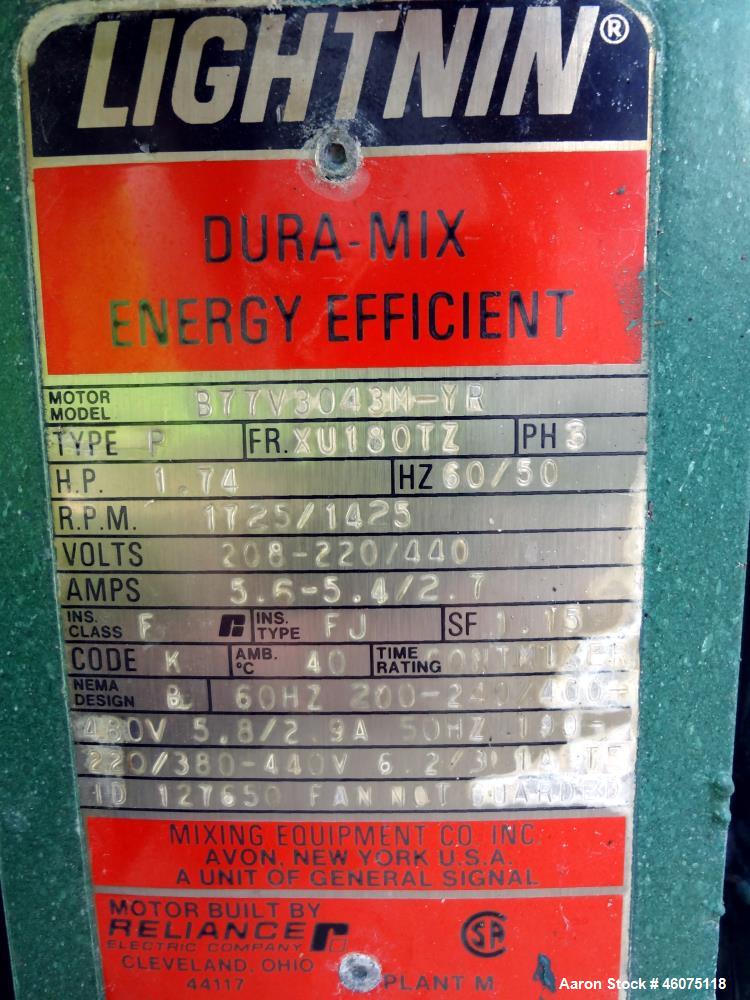 LIGHTNIN®
DURA-MIX
ENERGY EFFICIENT
MOTOR MODEL B77V3043M-YR
TYPE P FR. XU180TZ PH 3
H.P. 1.74 HZ 60/50
R.P.M. 1725/1425
VOLTS 208-220/440
AMPS 5.6-5.4/2.7
INS. CLASS F INS. TYPE FJ SF 1.15
CODE K AMB. °C 40 TIME RATING CONT MIXER
NEMA DESIGN B 60HZ 200-240/400-
480V 5.8/2.9A 50HZ
220/380-440V
ID 127650 FAN NOT GUARDED
MIXING EQUIPMENT CO. INC.
AVON, NEW YORK U.S.A.
A UNIT OF GENERAL SIGNAL
MOTOR BUILT BY
RELIANCE
ELECTRIC COMPANY
CLEVELAND, OHIO
44117
SA
PLANT M
Aaron Stock # 46075118